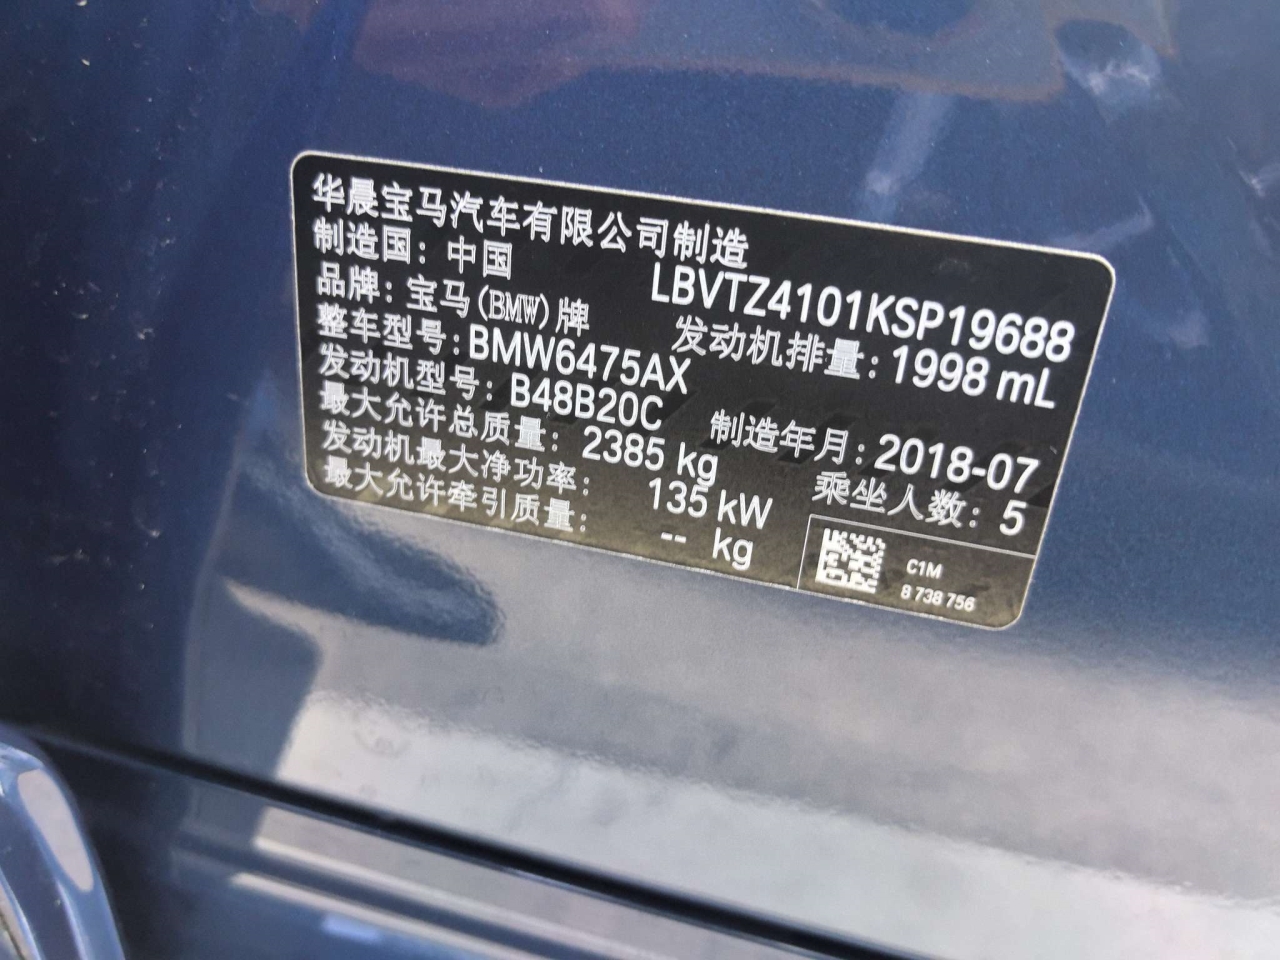 华晨宝马汽车有限公司制造
制造国：中国
LBVTZ4101KSP19688
品牌：宝马(BMW)牌
发动机排量：1998 mL
整车型号：BMW6475AX
发动机型号：B48B20C
制造年月：2018-07
最大允许总质量：2385 kg
乘坐人数：5
发动机最大净功率：135 kW
最大允许牵引质量：-- kg
C1M
8 738 756